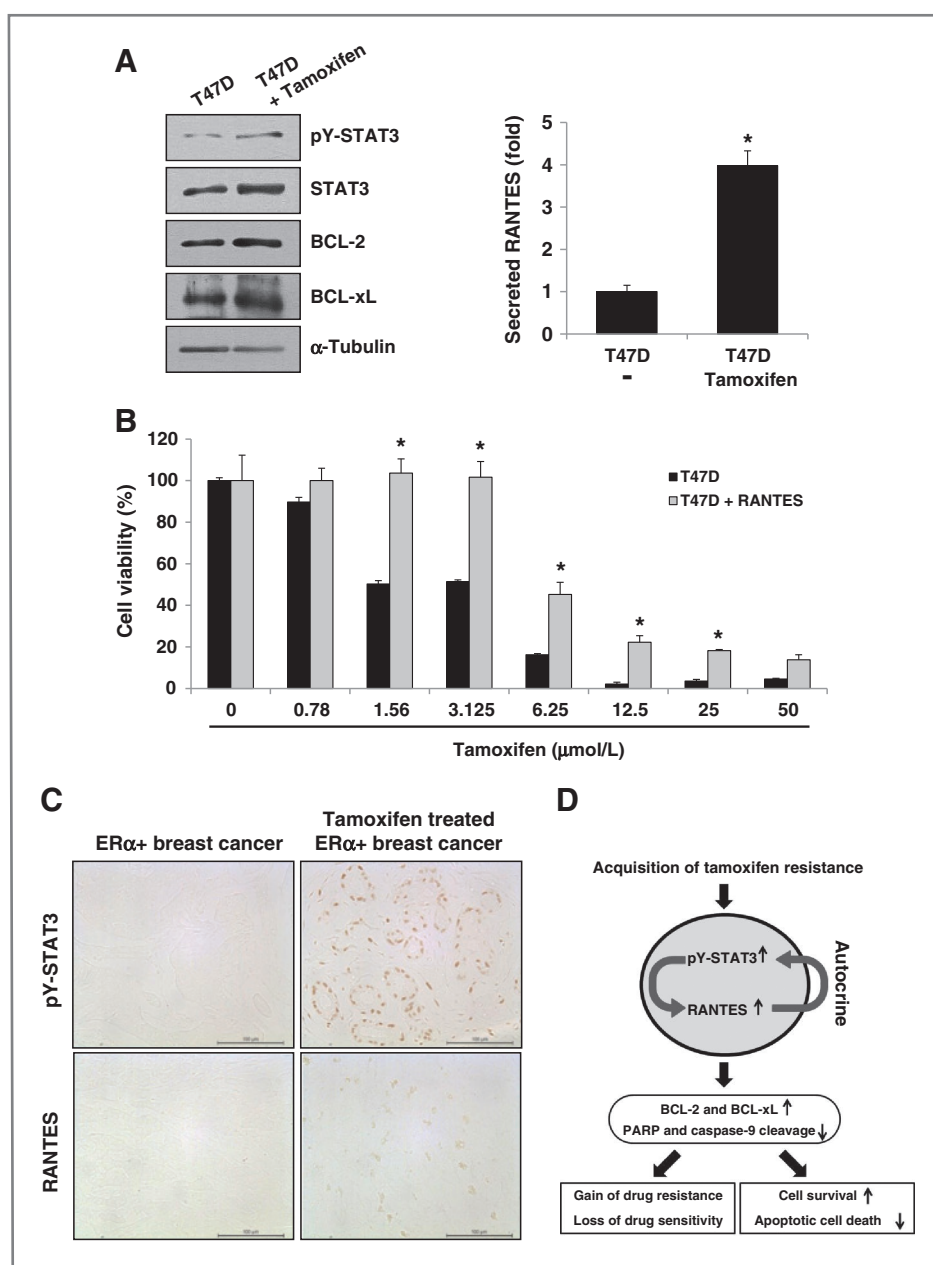 A
T47D
T47D
+ Tamoxifen
pY-STAT3
STAT3
BCL-2
BCL-xL
α-Tubulin
Secreted RANTES (fold)
5
4
3
2
1
0
*
T47D
-
T47D
Tamoxifen
B
Cell viability (%)
120
100
80
60
40
20
0
* * * * *
T47D
T47D + RANTES
0 0.78 1.56 3.125 6.25 12.5 25 50
Tamoxifen (μmol/L)
C
ERα+ breast cancer
Tamoxifen treated
ERα+ breast cancer
pY-STAT3
RANTES
D
Acquisition of tamoxifen resistance
pY-STAT3↑
RANTES ↑
Autocrine
BCL-2 and BCL-xL ↑
PARP and caspase-9 cleavage↓
Gain of drug resistance
Loss of drug sensitivity
Cell survival ↑
Apoptotic cell death ↓